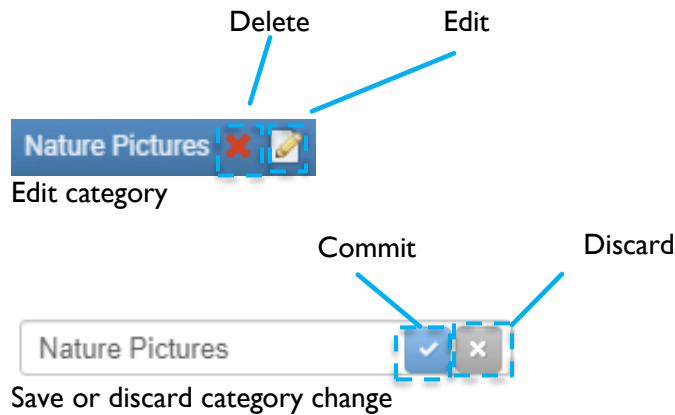 Delete Edit
Nature Pictures
Edit category
Commit Discard
Nature Pictures
Save or discard category change